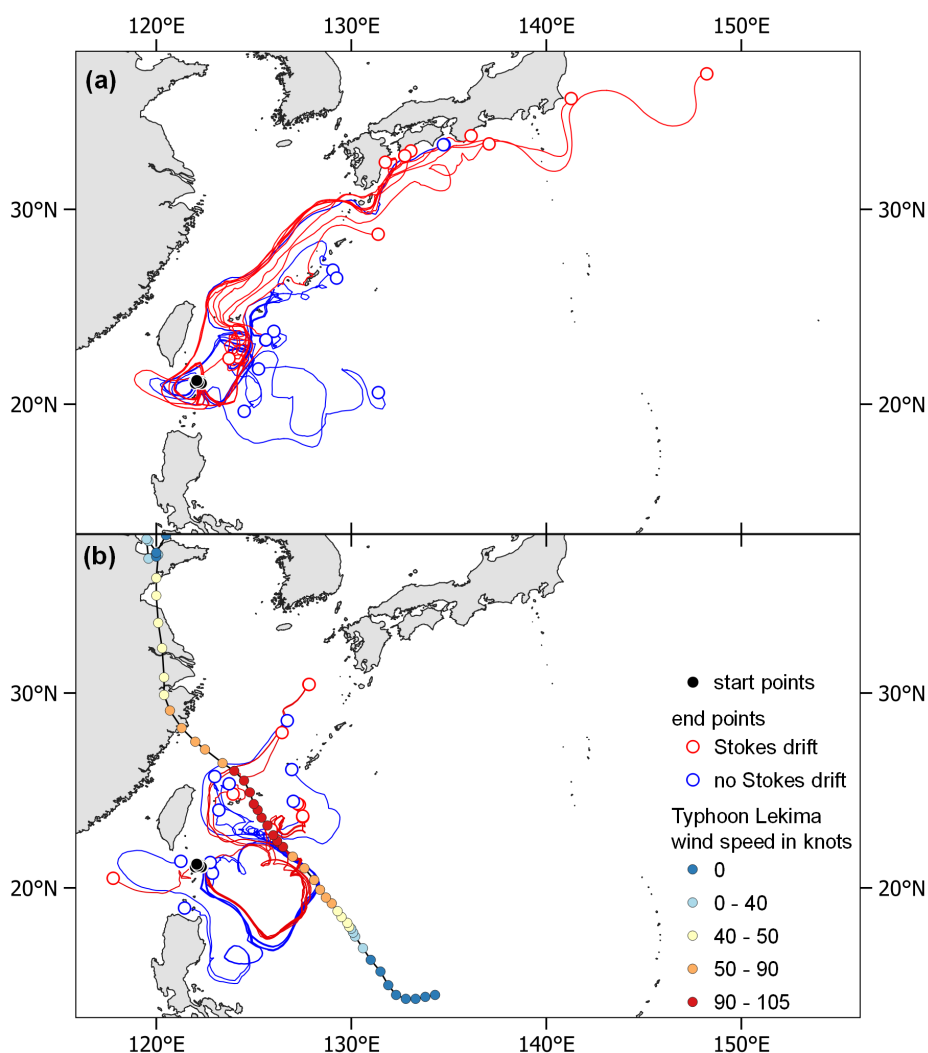 120°E 130°E 140°E 150°E
(a)
30°N 30°N
20°N 20°N
(b)
30°N 30°N
start points
end points
Stokes drift
no Stokes drift
Typhoon Lekima
wind speed in knots
20°N 20°N
0
0 - 40
40 - 50
50 - 90
90 - 105
120°E 130°E 140°E 150°E